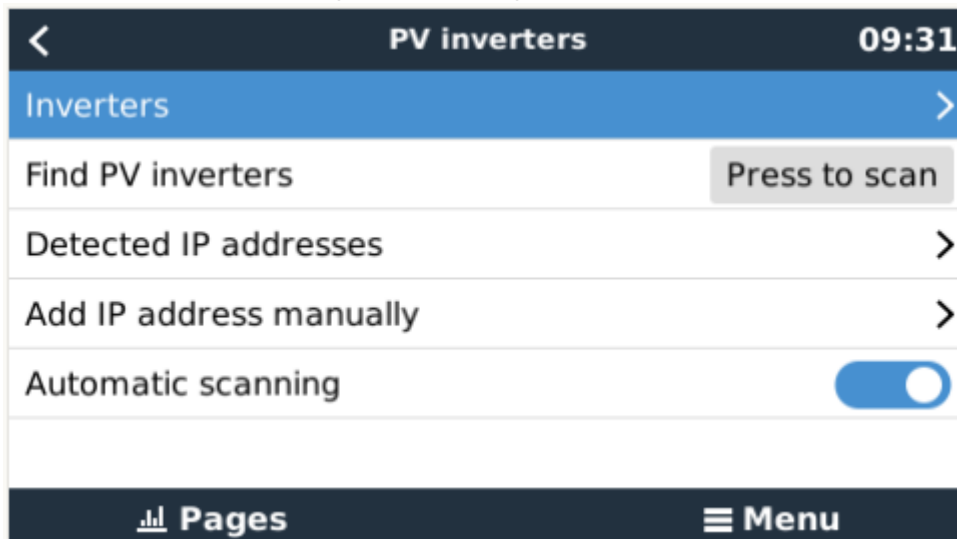 PV inverters 09:31
Inverters
Find PV inverters Press to scan
Detected IP addresses
Add IP address manually
Automatic scanning
Pages Menu